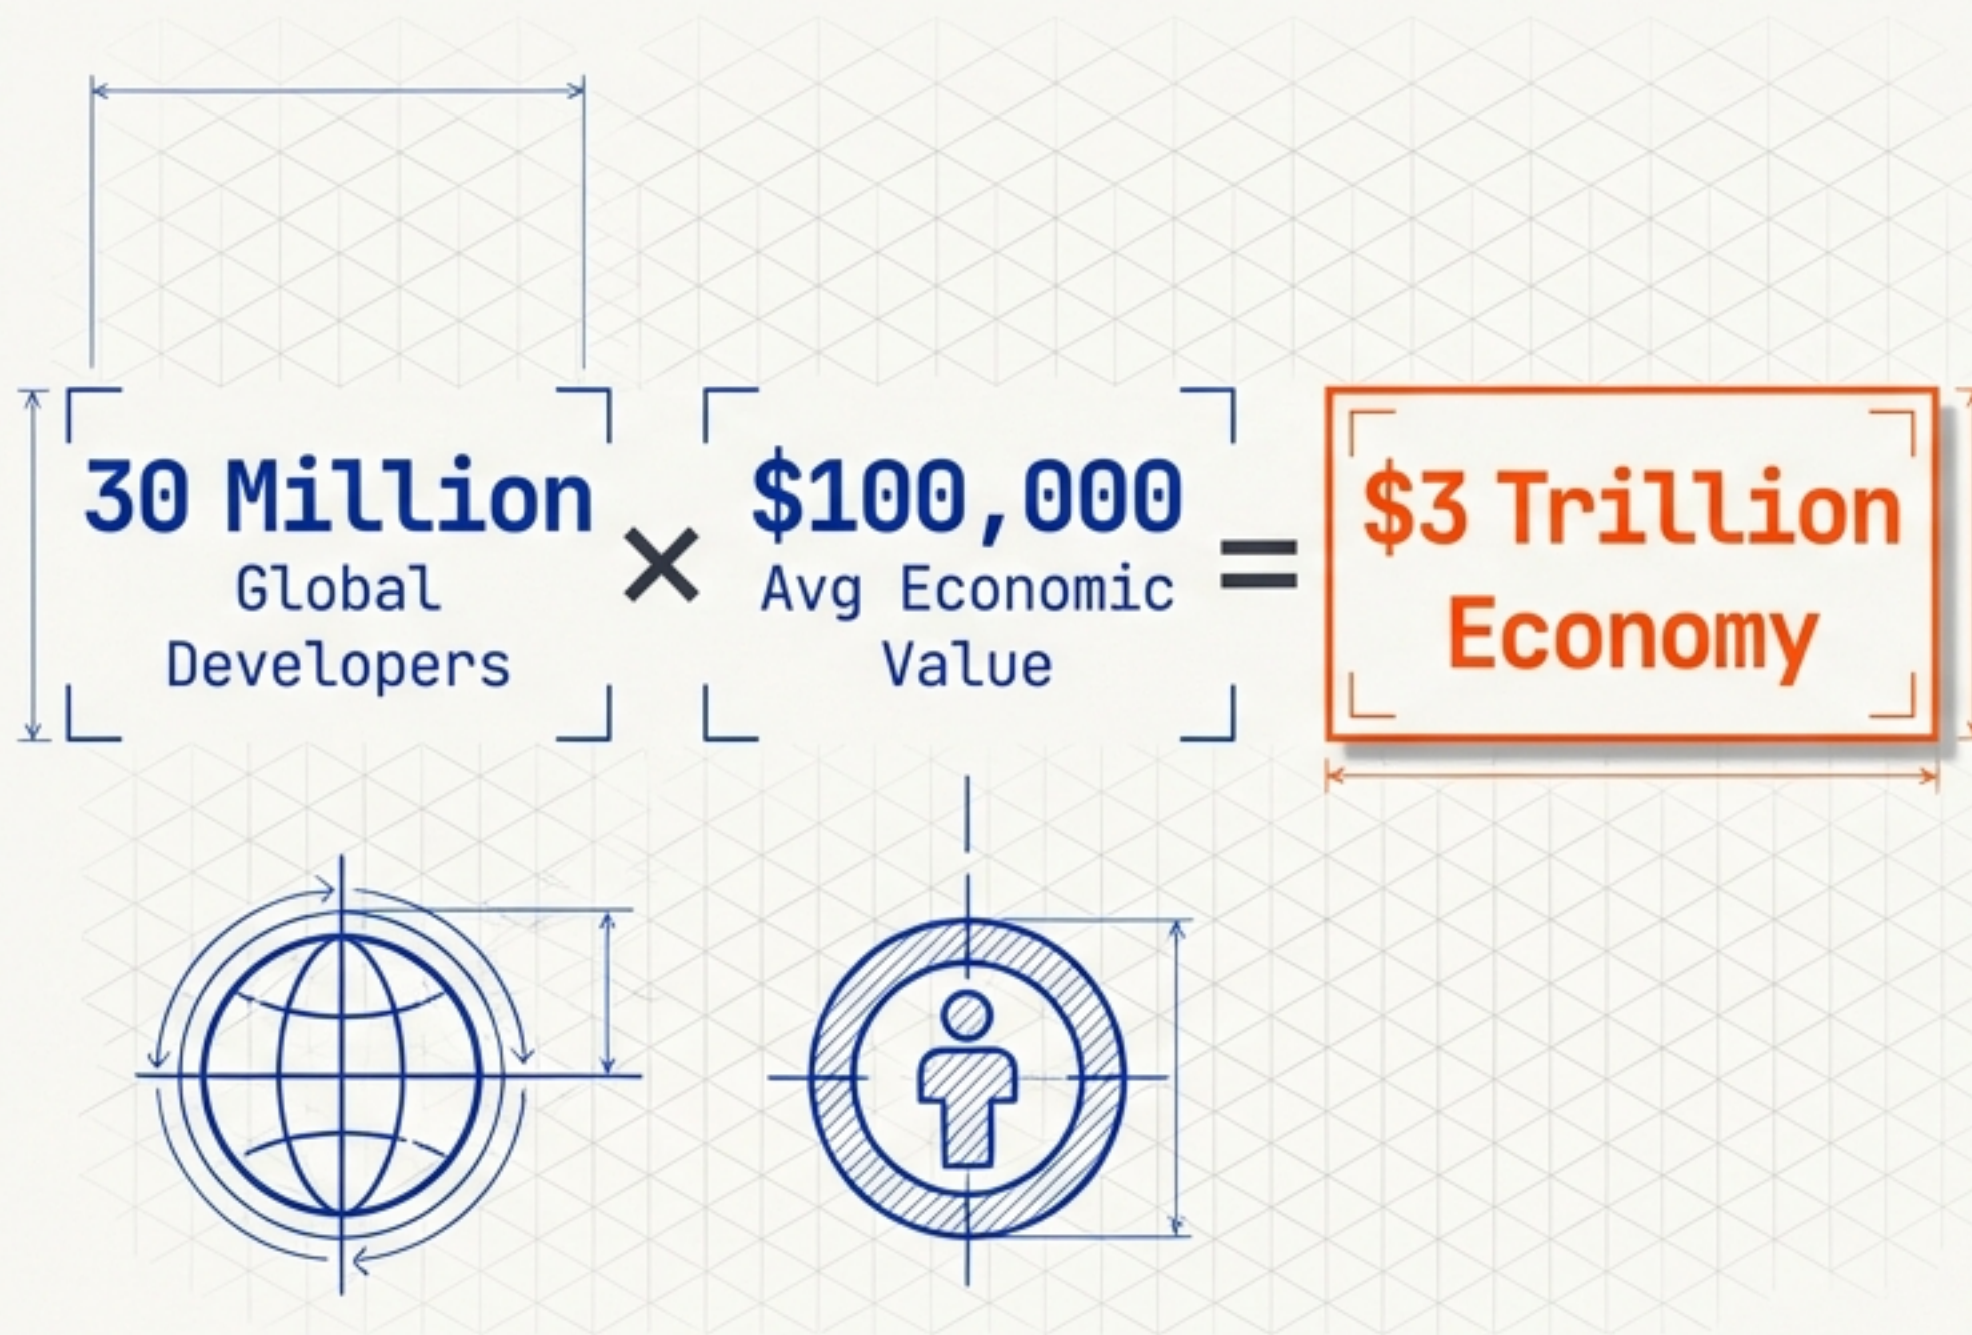 30 Million
Global
Developers
×
$100,000
Avg Economic
Value
=
$3 Trillion
Economy